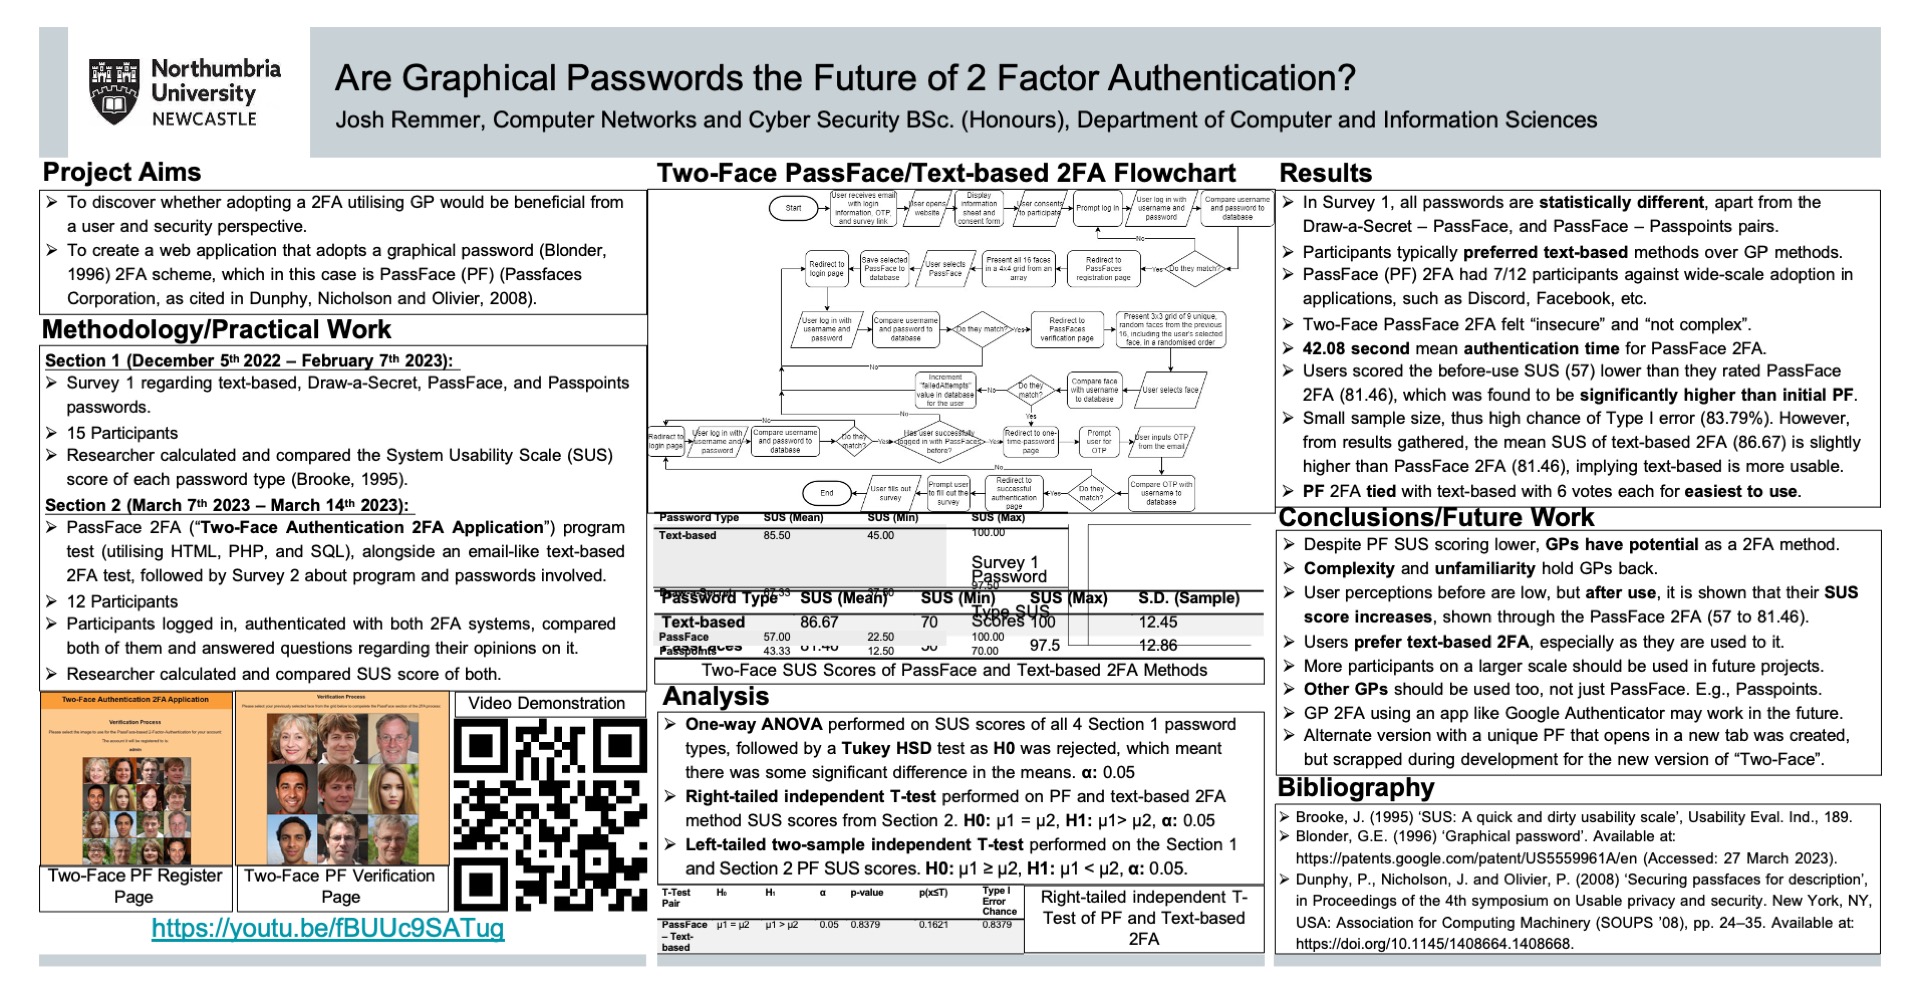 Northumbria
University
NEWCASTLE
Are Graphical Passwords the Future of 2 Factor Authentication?
Josh Remmer, Computer Networks and Cyber Security BSc. (Honours), Department of Computer and Information Sciences
Project Aims
➢ To discover whether adopting a 2FA utilising GP would be beneficial from
a user and security perspective.
➢ To create a web application that adopts a graphical password (Blonder,
1996) 2FA scheme, which in this case is PassFace (PF) (Passfaces
Corporation, as cited in Dunphy, Nicholson and Olivier, 2008).
Methodology/Practical Work
Section 1 (December 5th 2022 – February 7th 2023):
➢ Survey 1 regarding text-based, Draw-a-Secret, PassFace, and Passpoints
passwords.
➢ 15 Participants
➢ Researcher calculated and compared the System Usability Scale (SUS)
score of each password type (Brooke, 1995).
Section 2 (March 7th 2023 – March 14th 2023):
➢ PassFace 2FA (“Two-Face Authentication 2FA Application”) program
test (utilising HTML, PHP, and SQL), alongside an email-like text-based
2FA test, followed by Survey 2 about program and passwords involved.
➢ 12 Participants
➢ Participants logged in, authenticated with both 2FA systems, compared
both of them and answered questions regarding their opinions on it.
➢ Researcher calculated and compared SUS score of both.
Two-Face Authentication 2FA Application
Verification Process
Please select the image to use for the PassFace-based 2-Factor-Authentication for your account.
The account it will be registered to is:
admin
Verification Process
Please select your previously selected face from the grid below to complete the PassFace section of the 2FA process.
Video Demonstration
Two-Face PF Register
Page
Two-Face PF Verification
Page
https://youtu.be/fBUUc9SATug
Two-Face PassFace/Text-based 2FA Flowchart
Start
User receives email
with login
information, OTP,
and survey link
User opens
website
Display
information
sheet and
consent form
User consents
to participate
Prompt log in
User log in with
username and
password
Compare username
and password to
database
No
Redirect to
login page
Save selected
PassFace to
database
User selects
PassFace
Present all 16 faces
in a 4x4 grid from an
array
Redirect to
PassFaces
registration page
Yes
Do they match?
User log in with
username and
password
Compare username
and password to
database
Do they match?
Yes
Redirect to
PassFaces
verification page
Present 3x3 grid of 9 unique,
random faces from the previous
16, including the user's selected
face, in a randomised order
No
Increment
"failedAttempts"
value in database
for the user
No
Do they
match?
Compare face
with username
to database
User selects face
Yes
No
No
Redirect to
login page
User log in with
username and
password
Compare username
and password to
database
Do they
match?
Yes
Has user successfully
logged in with PassFaces
before?
Yes
Redirect to one-
time-password
page
Prompt
user for
OTP
User inputs OTP
from the email
No
End
User fills out
survey
Prompt user
to fill out the
survey
Redirect to
successful
authentication
page
Yes
Do they
match?
Compare OTP with
username to
database
Password Type SUS (Mean) SUS (Min) SUS (Max)
Text-based 85.50 45.00 100.00
Survey 1
Password
Type SUS
Scores
97.50
Password Type SUS (Mean) SUS (Min) SUS (Max) S.D. (Sample)
Text-based 86.67 70 100 12.45
PassFace 57.00 22.50 100.00
97.5 12.86
Passpoints 43.33 12.50 70.00
Two-Face SUS Scores of PassFace and Text-based 2FA Methods
Analysis
➢ One-way ANOVA performed on SUS scores of all 4 Section 1 password
types, followed by a Tukey HSD test as H0 was rejected, which meant
there was some significant difference in the means. α: 0.05
➢ Right-tailed independent T-test performed on PF and text-based 2FA
method SUS scores from Section 2. H0: μ1 = μ2, H1: μ1> μ2, α: 0.05
➢ Left-tailed two-sample independent T-test performed on the Section 1
and Section 2 PF SUS scores. H0: μ1 ≥ μ2, H1: μ1 < μ2, α: 0.05.
T-Test
Pair H₀ H₁ α p-value p(x≤T) Type I
Error
Chance
PassFace
– Text-
based μ1 = μ2 μ1 > μ2 0.05 0.8379 0.1621 0.8379
Right-tailed independent T-
Test of PF and Text-based
2FA
Results
➢ In Survey 1, all passwords are statistically different, apart from the
Draw-a-Secret – PassFace, and PassFace – Passpoints pairs.
➢ Participants typically preferred text-based methods over GP methods.
➢ PassFace (PF) 2FA had 7/12 participants against wide-scale adoption in
applications, such as Discord, Facebook, etc.
➢ Two-Face PassFace 2FA felt “insecure” and “not complex”.
➢ 42.08 second mean authentication time for PassFace 2FA.
➢ Users scored the before-use SUS (57) lower than they rated PassFace
2FA (81.46), which was found to be significantly higher than initial PF.
➢ Small sample size, thus high chance of Type I error (83.79%). However,
from results gathered, the mean SUS of text-based 2FA (86.67) is slightly
higher than PassFace 2FA (81.46), implying text-based is more usable.
➢ PF 2FA tied with text-based with 6 votes each for easiest to use.
Conclusions/Future Work
➢ Despite PF SUS scoring lower, GPs have potential as a 2FA method.
➢ Complexity and unfamiliarity hold GPs back.
➢ User perceptions before are low, but after use, it is shown that their SUS
score increases, shown through the PassFace 2FA (57 to 81.46).
➢ Users prefer text-based 2FA, especially as they are used to it.
➢ More participants on a larger scale should be used in future projects.
➢ Other GPs should be used too, not just PassFace. E.g., Passpoints.
➢ GP 2FA using an app like Google Authenticator may work in the future.
➢ Alternate version with a unique PF that opens in a new tab was created,
but scrapped during development for the new version of “Two-Face”.
Bibliography
➢ Brooke, J. (1995) ‘SUS: A quick and dirty usability scale’, Usability Eval. Ind., 189.
➢ Blonder, G.E. (1996) ‘Graphical password’. Available at:
https://patents.google.com/patent/US5559961A/en (Accessed: 27 March 2023).
➢ Dunphy, P., Nicholson, J. and Olivier, P. (2008) ‘Securing passfaces for description’,
in Proceedings of the 4th symposium on Usable privacy and security. New York, NY,
USA: Association for Computing Machinery (SOUPS ’08), pp. 24–35. Available at:
https://doi.org/10.1145/1408664.1408668.